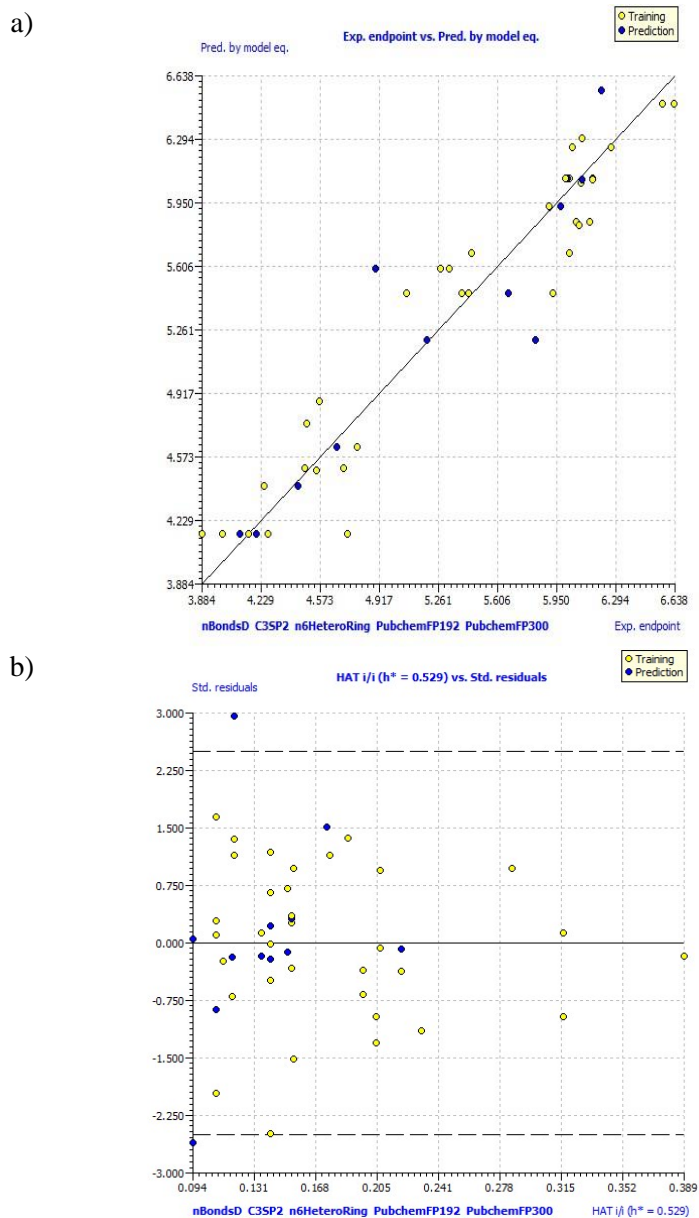 a)
Exp. endpoint vs. Pred. by model eq.
Training
Prediction
Pred. by model eq.
6.638
6.294
5.950
5.606
5.261
4.917
4.573
4.229
3.884
3.884 4.229 4.573 4.917 5.261 5.606 5.950 6.294 6.638
nBondsD C3SP2 n6HeteroRing PubchemFP192 PubchemFP300 Exp. endpoint
b)
HAT i/i (h* = 0.529) vs. Std. residuals
Training
Prediction
Std. residuals
3.000
2.250
1.500
0.750
0.000
-0.750
-1.500
-2.250
-3.000
0.094 0.131 0.168 0.205 0.242 0.278 0.315 0.352 0.389
nBondsD C3SP2 n6HeteroRing PubchemFP192 PubchemFP300 HAT i/i (h* = 0.529)